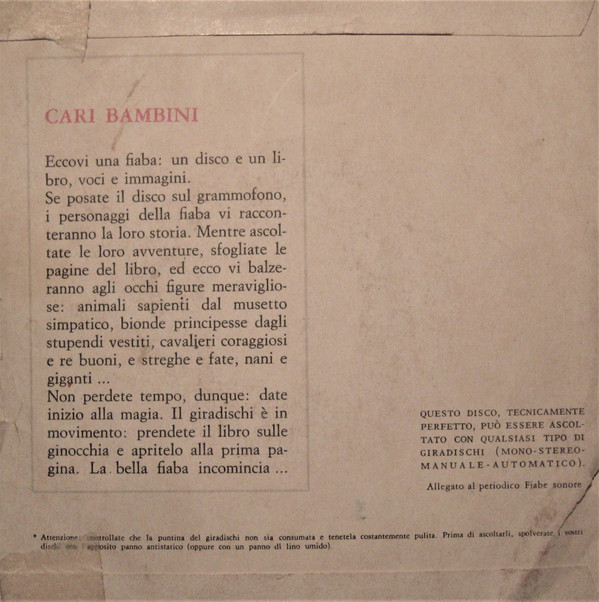 CARI BAMBINI
Eccovi una fiaba: un disco e un li-
bro, voci e immagini.
Se posate il disco sul grammofono,
i personaggi della fiaba vi raccon-
teranno la loro storia. Mentre ascol-
tate le loro avventure, sfogliate le
pagine del libro, ed ecco vi balze-
ranno agli occhi figure meraviglio-
se: animali sapienti dal musetto
simpatico, bionde principesse dagli
stupendi vestiti, cavalieri coraggiosi
e re buoni, e streghe e fate, nani e
giganti ...
Non perdete tempo, dunque: date
inizio alla magia. Il giradischi è in
movimento: prendete il libro sulle
ginocchia e apritelo alla prima pa-
gina. La bella fiaba incomincia ...
QUESTO DISCO, TECNICAMENTE
PERFETTO, PUÒ ESSERE ASCOL-
TATO CON QUALSIASI TIPO DI
GIRADISCHI (MONO-STEREO-
MANUALE-AUTOMATICO).
Allegato al periodico Fiabe sonore
* Attenzione: controllate che la puntina del giradischi non sia consumata e tenetela costantemente pulita. Prima di ascoltarli, spolverate i vostri
dischi con apposito panno antistatico (oppure con un panno di lino umido).